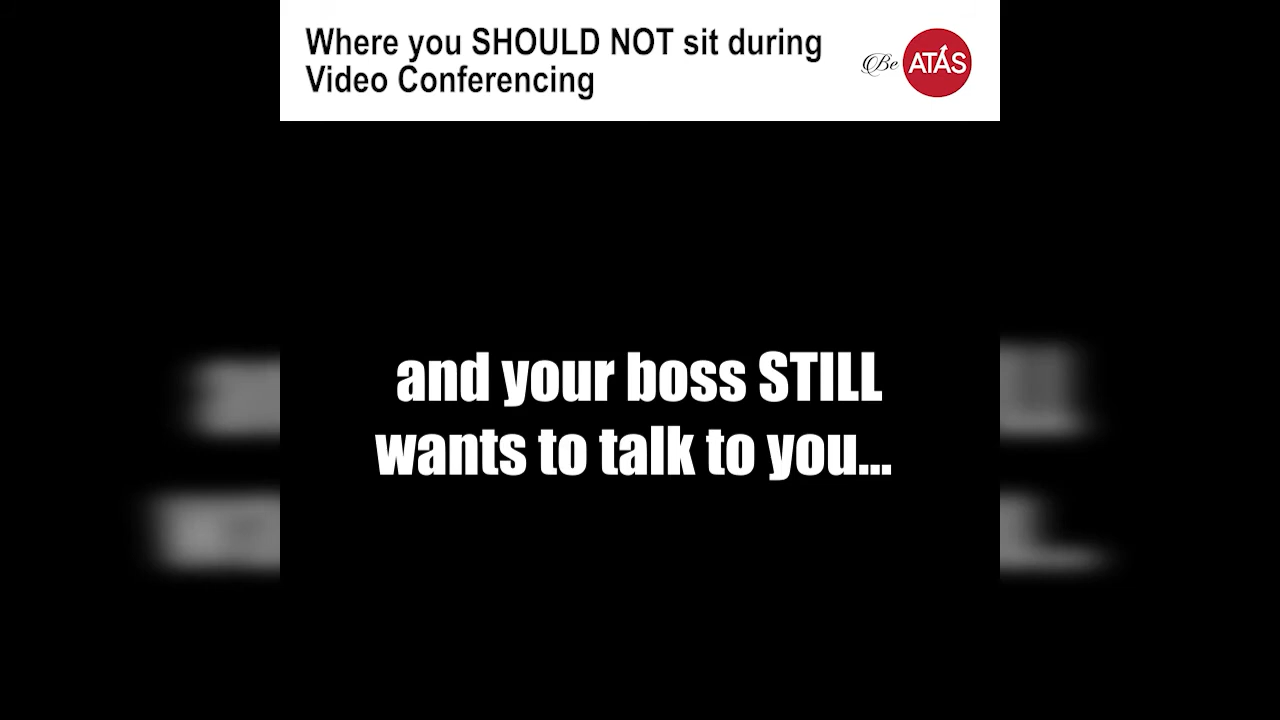 Where you SHOULD NOT sit during
Video Conferencing
Be ATAS
and your boss STILL
wants to talk to you...